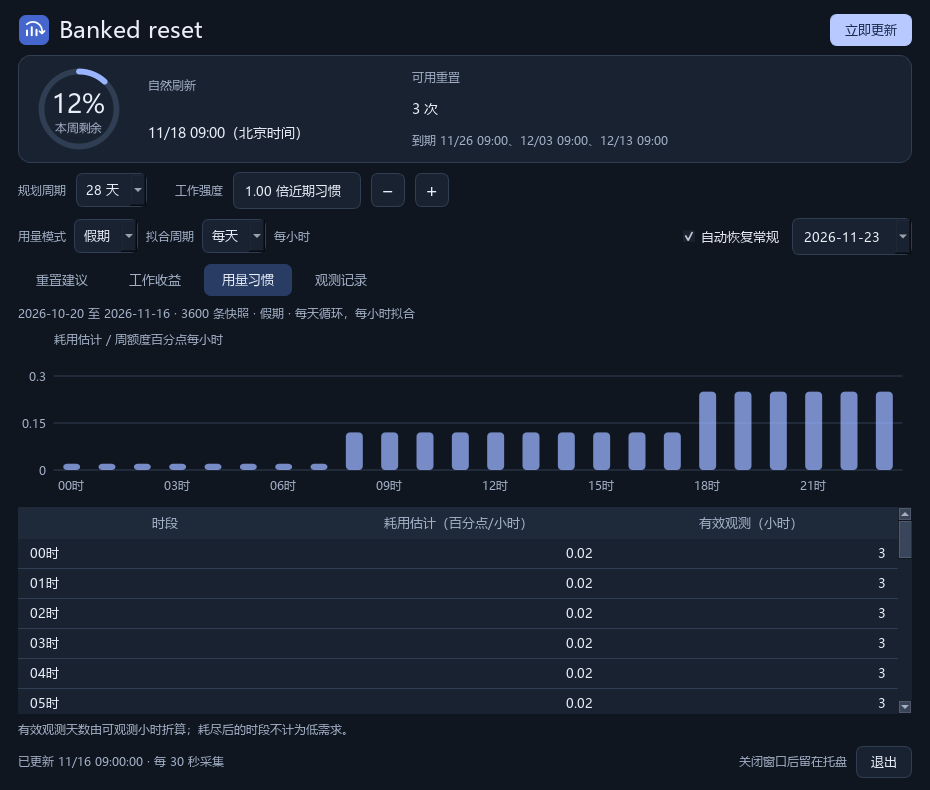 Banked reset
立即更新
12%
本周剩余
自然刷新
11/18 09:00（北京时间）
可用重置
3 次
到期 11/26 09:00、12/03 09:00、12/13 09:00
规划周期 28 天 工作强度 1.00 倍近期习惯 − +
用量模式 假期 拟合周期 每天 每小时 自动恢复常规 2026-11-23
重置建议 工作收益 用量习惯 观测记录
2026-10-20 至 2026-11-16 · 3600 条快照 · 假期 · 每天循环，每小时拟合
耗用估计 / 周额度百分点每小时
0.3
0.15
0
00时 03时 06时 09时 12时 15时 18时 21时
时段 耗用估计（百分点/小时） 有效观测（小时）
00时 0.02 3
01时 0.02 3
02时 0.02 3
03时 0.02 3
04时 0.02 3
05时 0.02 3
有效观测天数由可观测小时折算；耗尽后的时段不计为低需求。
已更新 11/16 09:00:00 · 每 30 秒采集
关闭窗口后留在托盘 退出